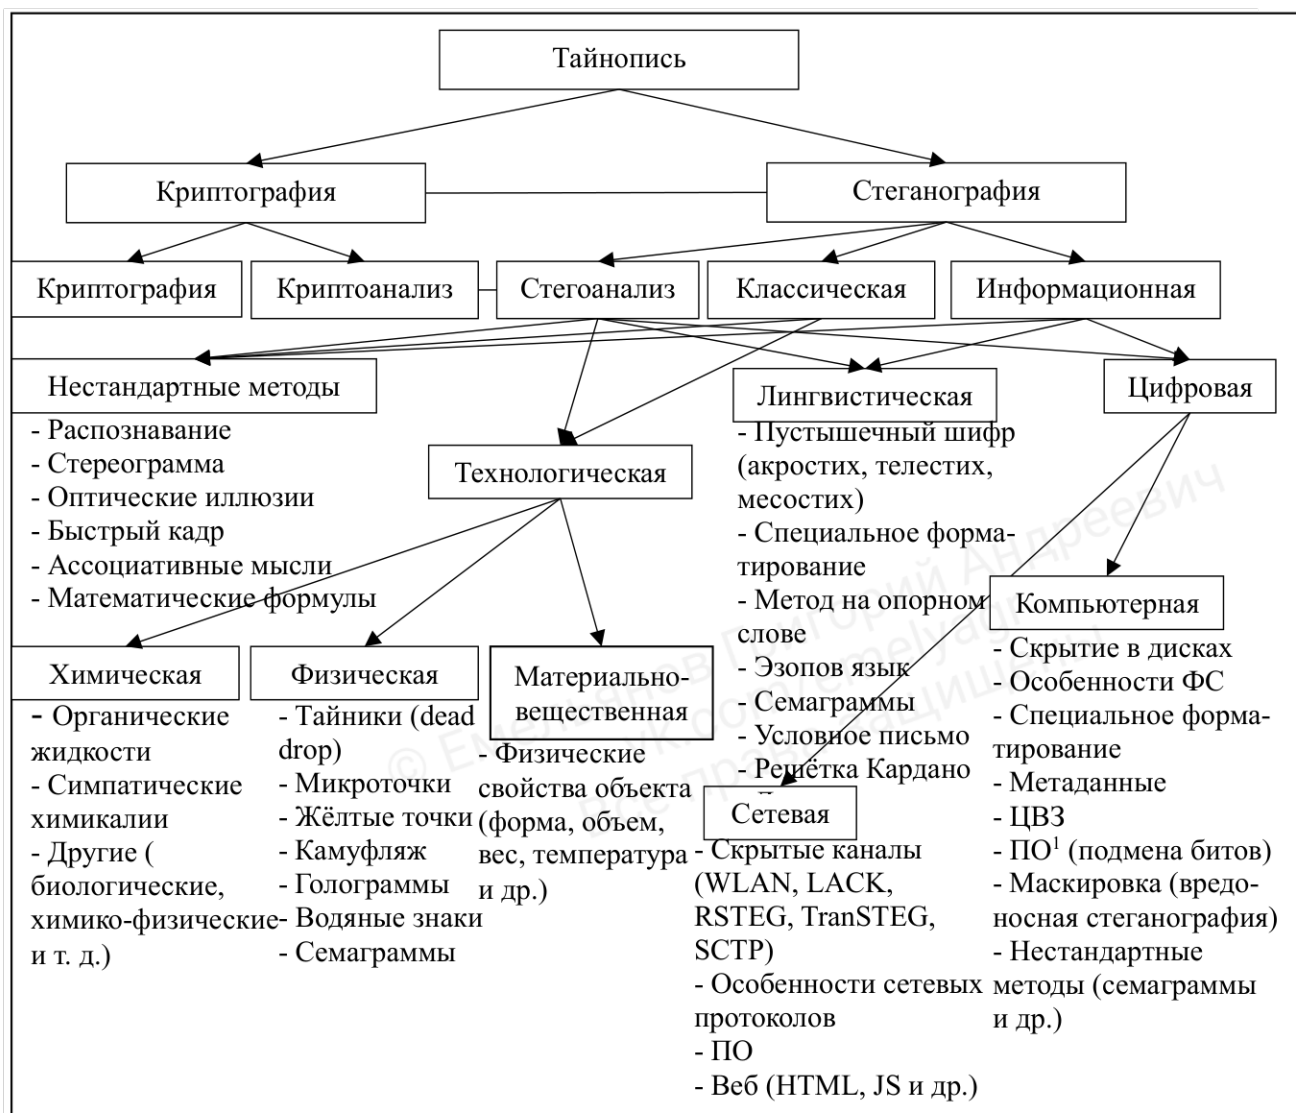 Тайнопись
Криптография
Стеганография
Криптография
Криптоанализ
Стегоанализ
Классическая
Информационная
Нестандартные методы
- Распознавание
- Стереограмма
- Оптические иллюзии
- Быстрый кадр
- Ассоциативные мысли
- Математические формулы
Технологическая
Лингвистическая
- Пустышечный шифр
(акростих, телестих,
месостих)
- Специальное форма-
тирование
- Метод на опорном
слове
- Эзопов язык
- Семаграммы
- Условное письмо
- Решётка Кардано
Цифровая
Химическая
- Органические
жидкости
- Симпатические
химикалии
- Другие (
биологические,
химико-физические
и т. д.)
Физическая
- Тайники (dead
drop)
- Микроточки
- Жёлтые точки
- Камуфляж
- Голограммы
- Водяные знаки
- Семаграммы
Материально-
вещественная
- Физические
свойства объекта
(форма, объем,
вес, температура
и др.)
Сетевая
- Скрытые каналы
(WLAN, LACK,
RSTEG, TranSTEG,
SCTP)
- Особенности сетевых
протоколов
- ПО
- Веб (HTML, JS и др.)
Компьютерная
- Скрытие в дисках
- Особенности ФС
- Специальное форма-
тирование
- Метаданные
- ЦВЗ
- ПО¹ (подмена битов)
- Маскировка (вредо-
носная стеганография)
- Нестандартные
методы (семаграммы
и др.)
© Емельянов Григорий Андреевич
Все права защищены